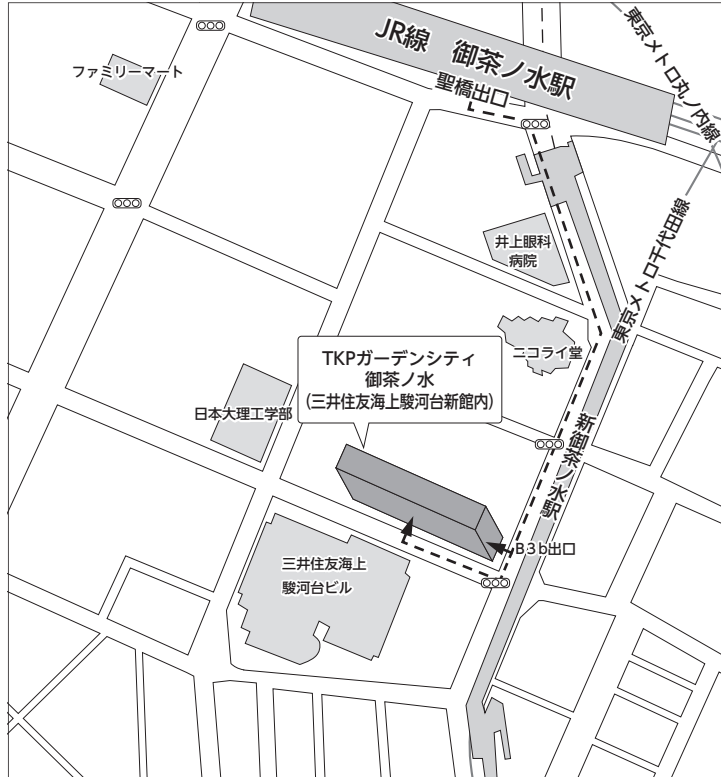 JR線 御茶ノ水駅
聖橋出口
東京メトロ丸ノ内線
ファミリーマート
井上眼科
病院
東京メトロ千代田線
ニコライ堂
TKPガーデンシティ
御茶ノ水
(三井住友海上駿河台新館内)
日本大理工学部
新御茶ノ水駅
B3b出口
三井住友海上
駿河台ビル